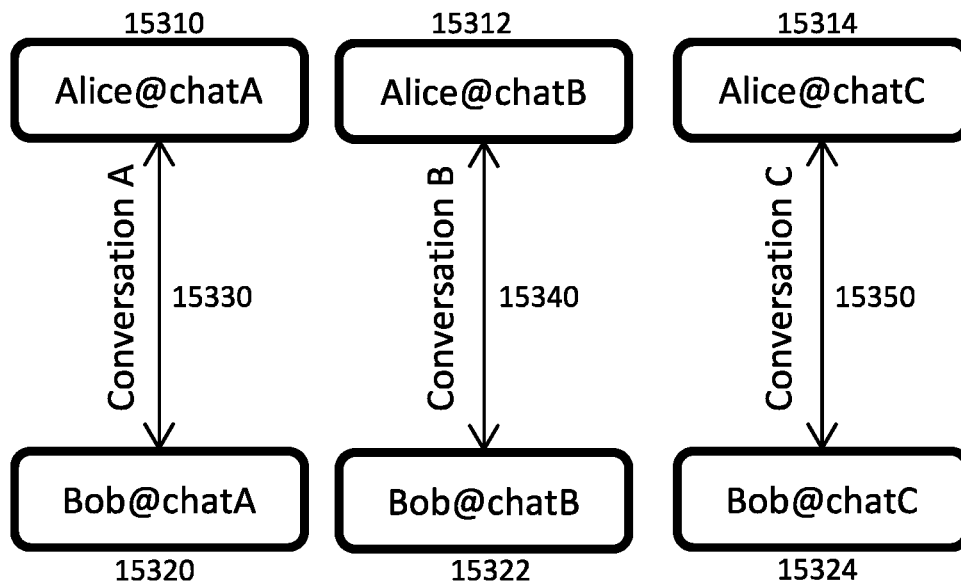 15310
15312
15314
Alice@chatA
Alice@chatB
Alice@chatC
Conversation A
15330
Conversation B
15340
Conversation C
15350
Bob@chatA
Bob@chatB
Bob@chatC
15320
15322
15324